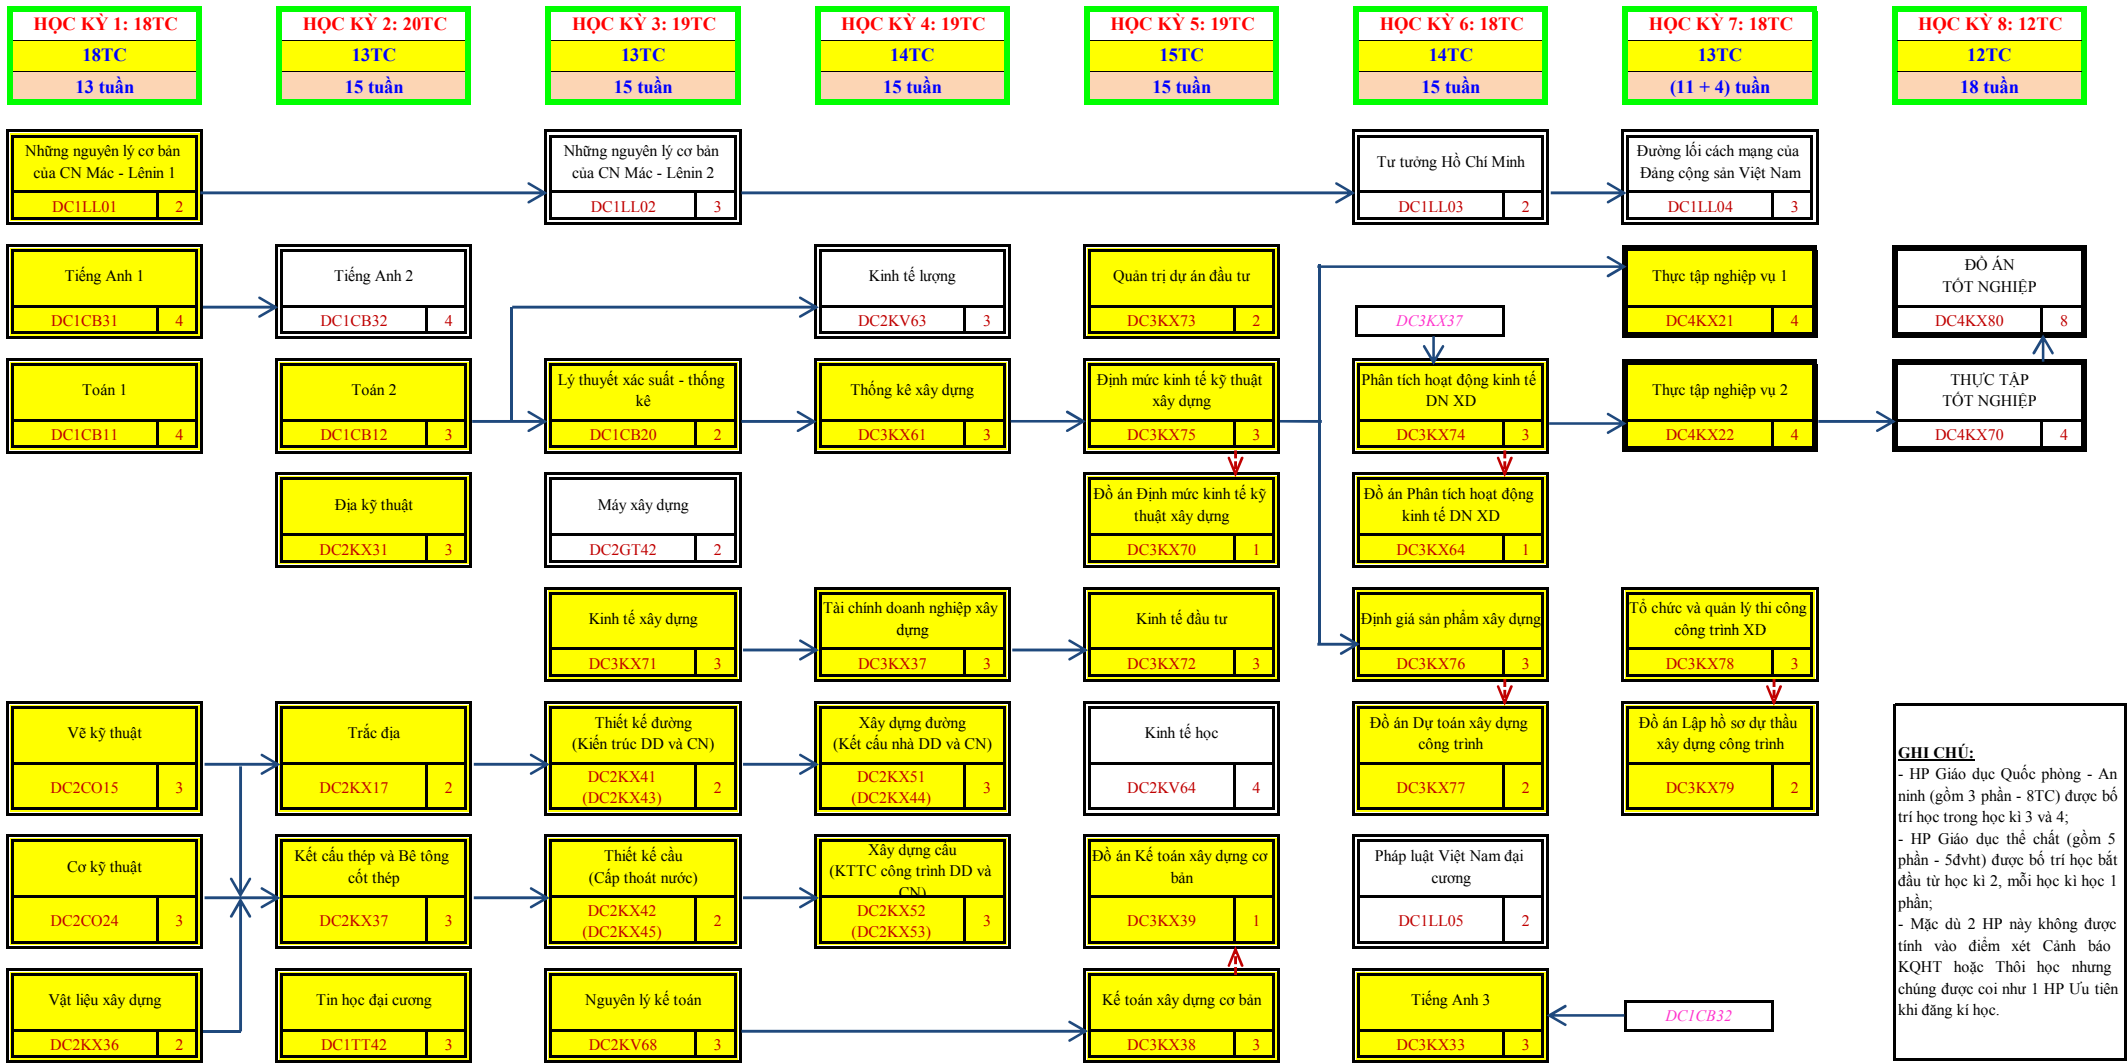 HỌC KỲ 1: 18TC
18TC
13 tuần
HỌC KỲ 2: 20TC
13TC
15 tuần
HỌC KỲ 3: 19TC
13TC
15 tuần
HỌC KỲ 4: 19TC
14TC
15 tuần
HỌC KỲ 5: 19TC
15TC
15 tuần
HỌC KỲ 6: 18TC
14TC
15 tuần
HỌC KỲ 7: 18TC
13TC
(11 + 4) tuần
HỌC KỲ 8: 12TC
12TC
18 tuần
Những nguyên lý cơ bản
của CN Mác - Lênin 1
DC1LL01 2
Những nguyên lý cơ bản
của CN Mác - Lênin 2
DC1LL02 3
Tư tưởng Hồ Chí Minh
DC1LL03 2
Đường lối cách mạng của
Đảng cộng sản Việt Nam
DC1LL04 3
Tiếng Anh 1
DC1CB31 4
Tiếng Anh 2
DC1CB32 4
Kinh tế lượng
DC2KV63 3
Quản trị dự án đầu tư
DC3KX73 2
DC3KX37
Thực tập nghiệp vụ 1
DC4KX21 4
ĐỒ ÁN
TỐT NGHIỆP
DC4KX80 8
Toán 1
DC1CB11 4
Toán 2
DC1CB12 3
Lý thuyết xác suất - thống
kê
DC1CB20 2
Thống kê xây dựng
DC3KX61 3
Định mức kinh tế kỹ thuật
xây dựng
DC3KX75 3
Phân tích hoạt động kinh tế
DN XD
DC3KX74 3
Thực tập nghiệp vụ 2
DC4KX22 4
THỰC TẬP
TỐT NGHIỆP
DC4KX70 4
Địa kỹ thuật
DC2KX31 3
Máy xây dựng
DC2GT42 2
Đồ án Định mức kinh tế kỹ
thuật xây dựng
DC3KX70 1
Đồ án Phân tích hoạt động
kinh tế DN XD
DC3KX64 1
Kinh tế xây dựng
DC3KX71 3
Tài chính doanh nghiệp xây
dựng
DC3KX37 3
Kinh tế đầu tư
DC3KX72 3
Định giá sản phẩm xây dựng
DC3KX76 3
Tổ chức và quản lý thi công
công trình XD
DC3KX78 3
Vẽ kỹ thuật
DC2CO15 3
Trắc địa
DC2KX17 2
Thiết kế đường
(Kiến trúc DD và CN)
DC2KX41
(DC2KX43) 2
Xây dựng đường
(Kết cấu nhà DD và CN)
DC2KX51
(DC2KX44) 3
Kinh tế học
DC2KV64 4
Đồ án Dự toán xây dựng
công trình
DC3KX77 2
Đồ án Lập hồ sơ dự thầu
xây dựng công trình
DC3KX79 2
Cơ kỹ thuật
DC2CO24 3
Kết cấu thép và Bê tông
cốt thép
DC2KX37 3
Thiết kế cầu
(Cấp thoát nước)
DC2KX42
(DC2KX45) 2
Xây dựng cầu
(KTTC công trình DD và
CN)
DC2KX52
(DC2KX53) 3
Đồ án Kế toán xây dựng cơ
bản
DC3KX39 1
Pháp luật Việt Nam đại
cương
DC1LL05 2
Vật liệu xây dựng
DC2KX36 2
Tin học đại cương
DC1TT42 3
Nguyên lý kế toán
DC2KV68 3
Kế toán xây dựng cơ bản
DC3KX38 3
Tiếng Anh 3
DC3KX33 3
DC1CB32
GHI CHÚ:
- HP Giáo dục Quốc phòng - An
ninh (gồm 3 phần - 8TC) được bố
trí học trong học kì 3 và 4;
- HP Giáo dục thể chất (gồm 5
phần - 5đvht) được bố trí học bắt
đầu từ học kì 2, mỗi học kì học 1
phần;
- Mặc dù 2 HP này không được
tính vào điểm xét Cảnh báo
KQHT hoặc Thôi học nhưng
chúng được coi như 1 HP Ưu tiên
khi đăng kí học.